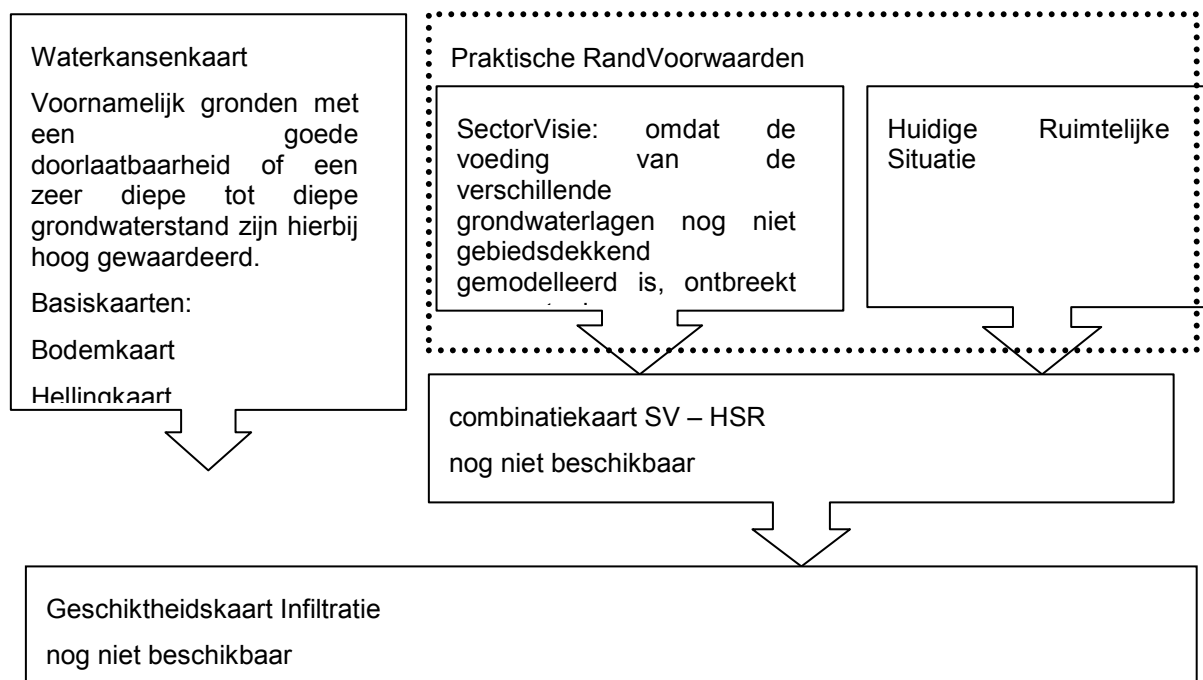 Waterkansenkaart
Voornamelijk gronden met
een goede
doorlaatbaarheid of een
zeer diepe tot diepe
grondwaterstand zijn hierbij
hoog gewaardeerd.
Basiskaarten:
Bodemkaart
Hellingkaart
Praktische RandVoorwaarden
SectorVisie: omdat de
voeding van de
verschillende
grondwaterlagen nog niet
gebiedsdekkend
gemodelleerd is, ontbreekt
Huidige Ruimtelijke
Situatie
combinatiekaart SV – HSR
nog niet beschikbaar
Geschiktheidskaart Infiltratie
nog niet beschikbaar